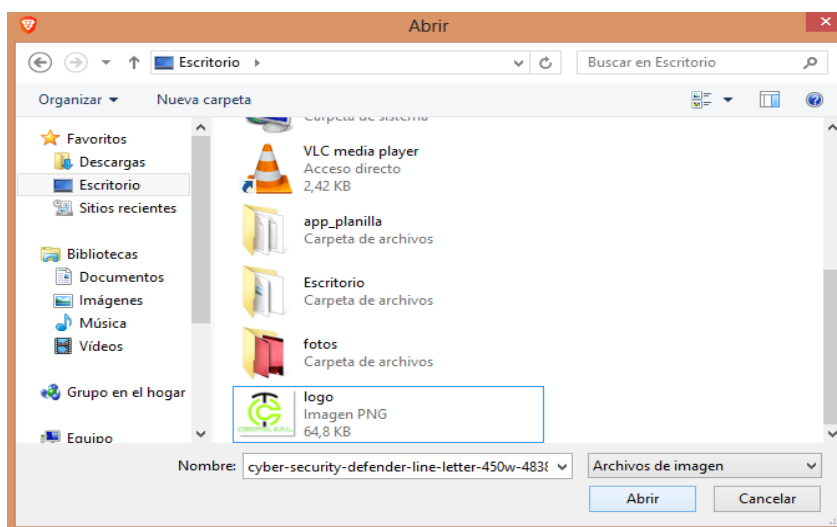 Abrir
Escritorio
Buscar en Escritorio
Organizar
Nueva carpeta
Favoritos
Descargas
Escritorio
Sitios recientes
Bibliotecas
Documentos
Imágenes
Música
Vídeos
Grupo en el hogar
Equipo
Carpeta de sistema
VLC media player
Acceso directo
2,42 KB
app_planilla
Carpeta de archivos
Escritorio
Carpeta de archivos
fotos
Carpeta de archivos
logo
Imagen PNG
64,8 KB
Nombre: cyber-security-defender-line-letter-450w-4838
Archivos de imagen
Abrir
Cancelar